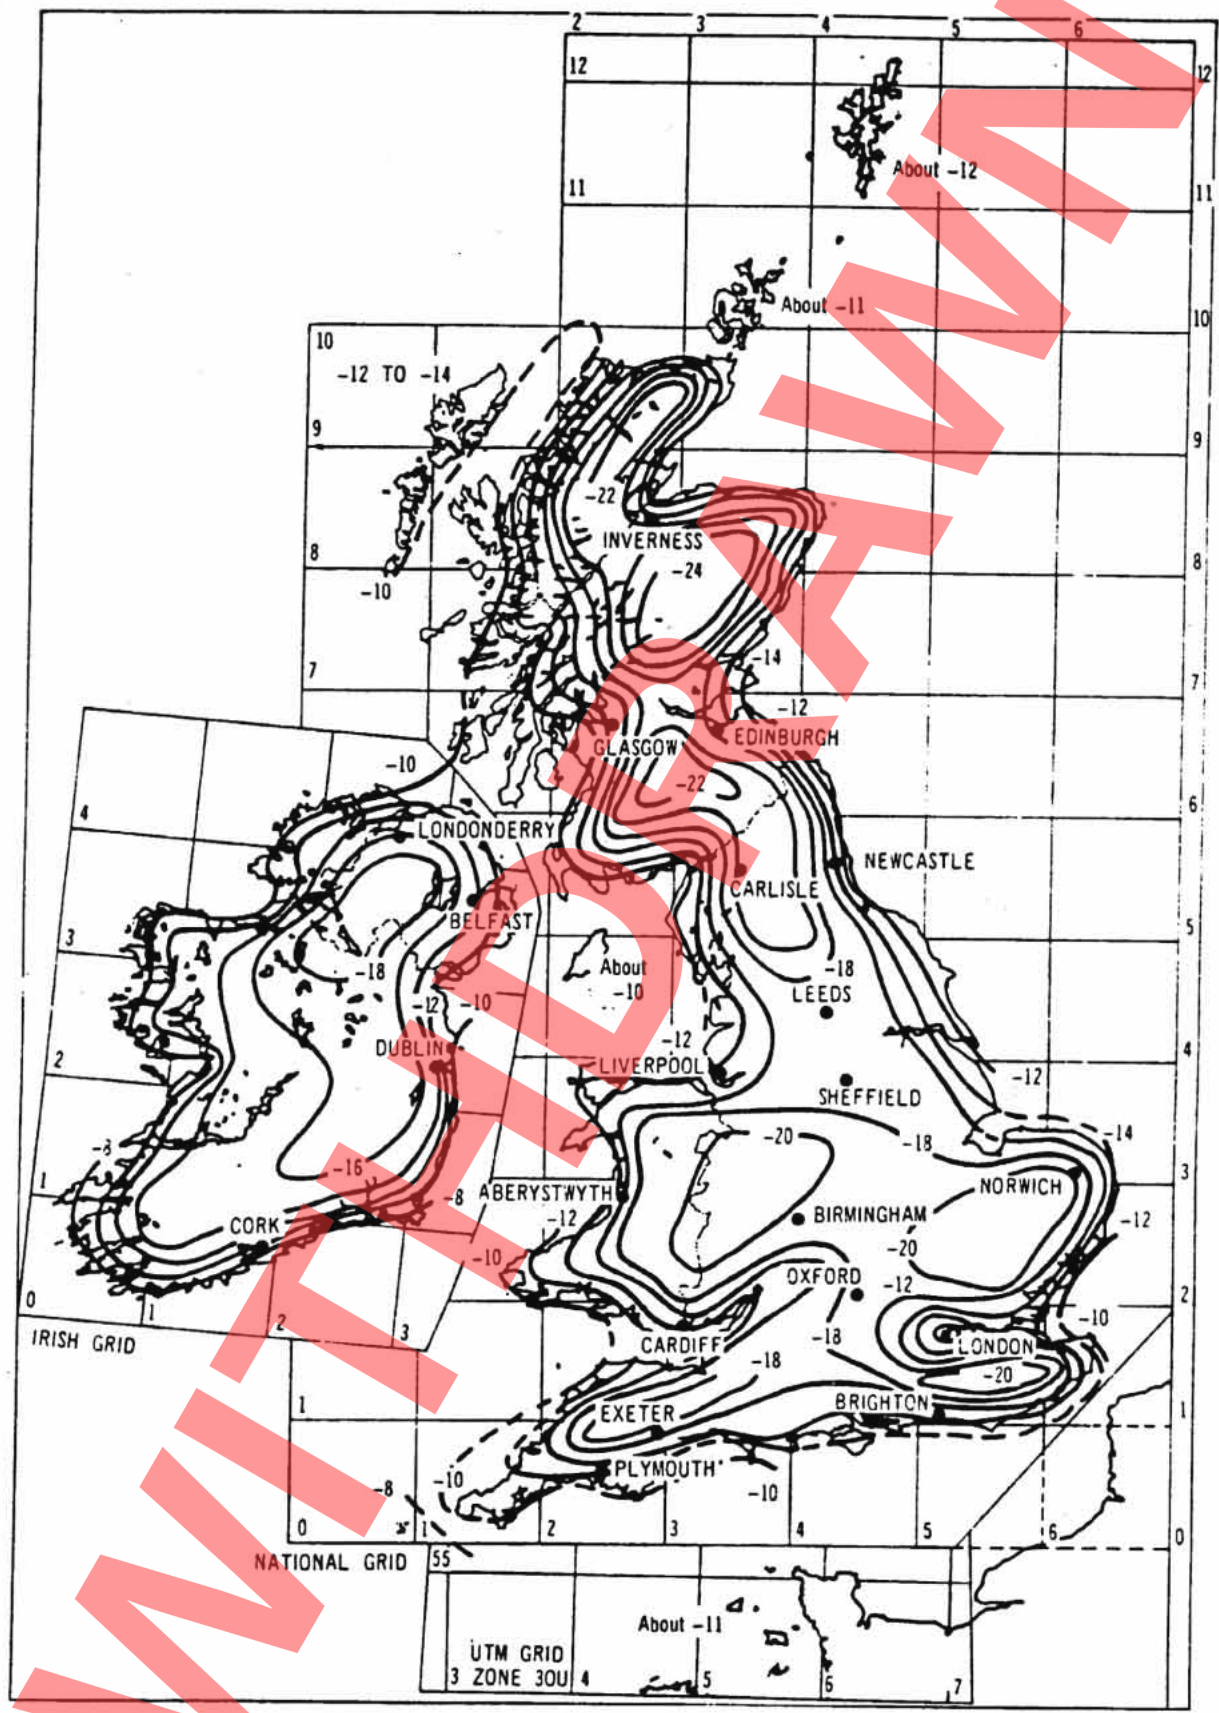 2 3 4 5 6
12 12
About -12
11 11
About -11
10 10
-12 TO -14
9 9
-22
INVERNESS
8 -24 8
-10
-14
7 7
-12
GLASGOW EDINBURGH
-10
-22
4 6
LONDONDERRY
NEWCASTLE
CARLISLE
BELFAST
3 5
-18 About -18
-10
LEEDS
-12 -10
-12
DUBLIN
LIVERPOOL
2 4
-12
SHEFFIELD
-8 -20 -18 -14
3
-16 NORWICH
1 -8 ABERYSTWYTH
CORK -12 BIRMINGHAM -12
-20
-10
OXFORD -12
0 1 2
2 3 -10
IRISH GRID CARDIFF -18 LONDON
-18
-20
BRIGHTON
1 EXETER 1
PLYMOUTH
-10
-8 -10
0 1 2 3 4 5 6 0
NATIONAL GRID 55
About -11
UTM GRID
3 ZONE 30U 4 5 6 7
WITHDRAWN